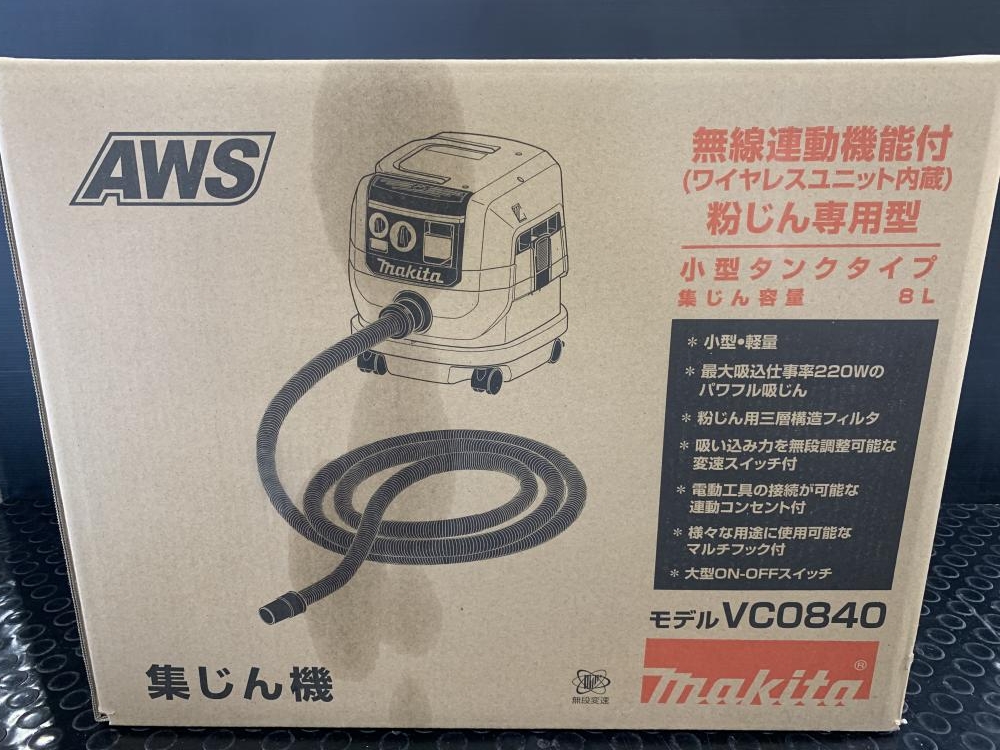 AWS
無線連動機能付
(ワイヤレスユニット内蔵)
粉じん専用型
小型タンクタイプ
集じん容量 8L
makita
* 小型・軽量
* 最大吸込仕事率220Wの
パワフル吸じん
* 粉じん用三層構造フィルタ
* 吸い込み力を無段調整可能な
変速スイッチ付
* 電動工具の接続が可能な
連動コンセント付
* 様々な用途に使用可能な
マルチフック付
* 大型ON-OFFスイッチ
モデル VC0840
集じん機
無段変速
makita®